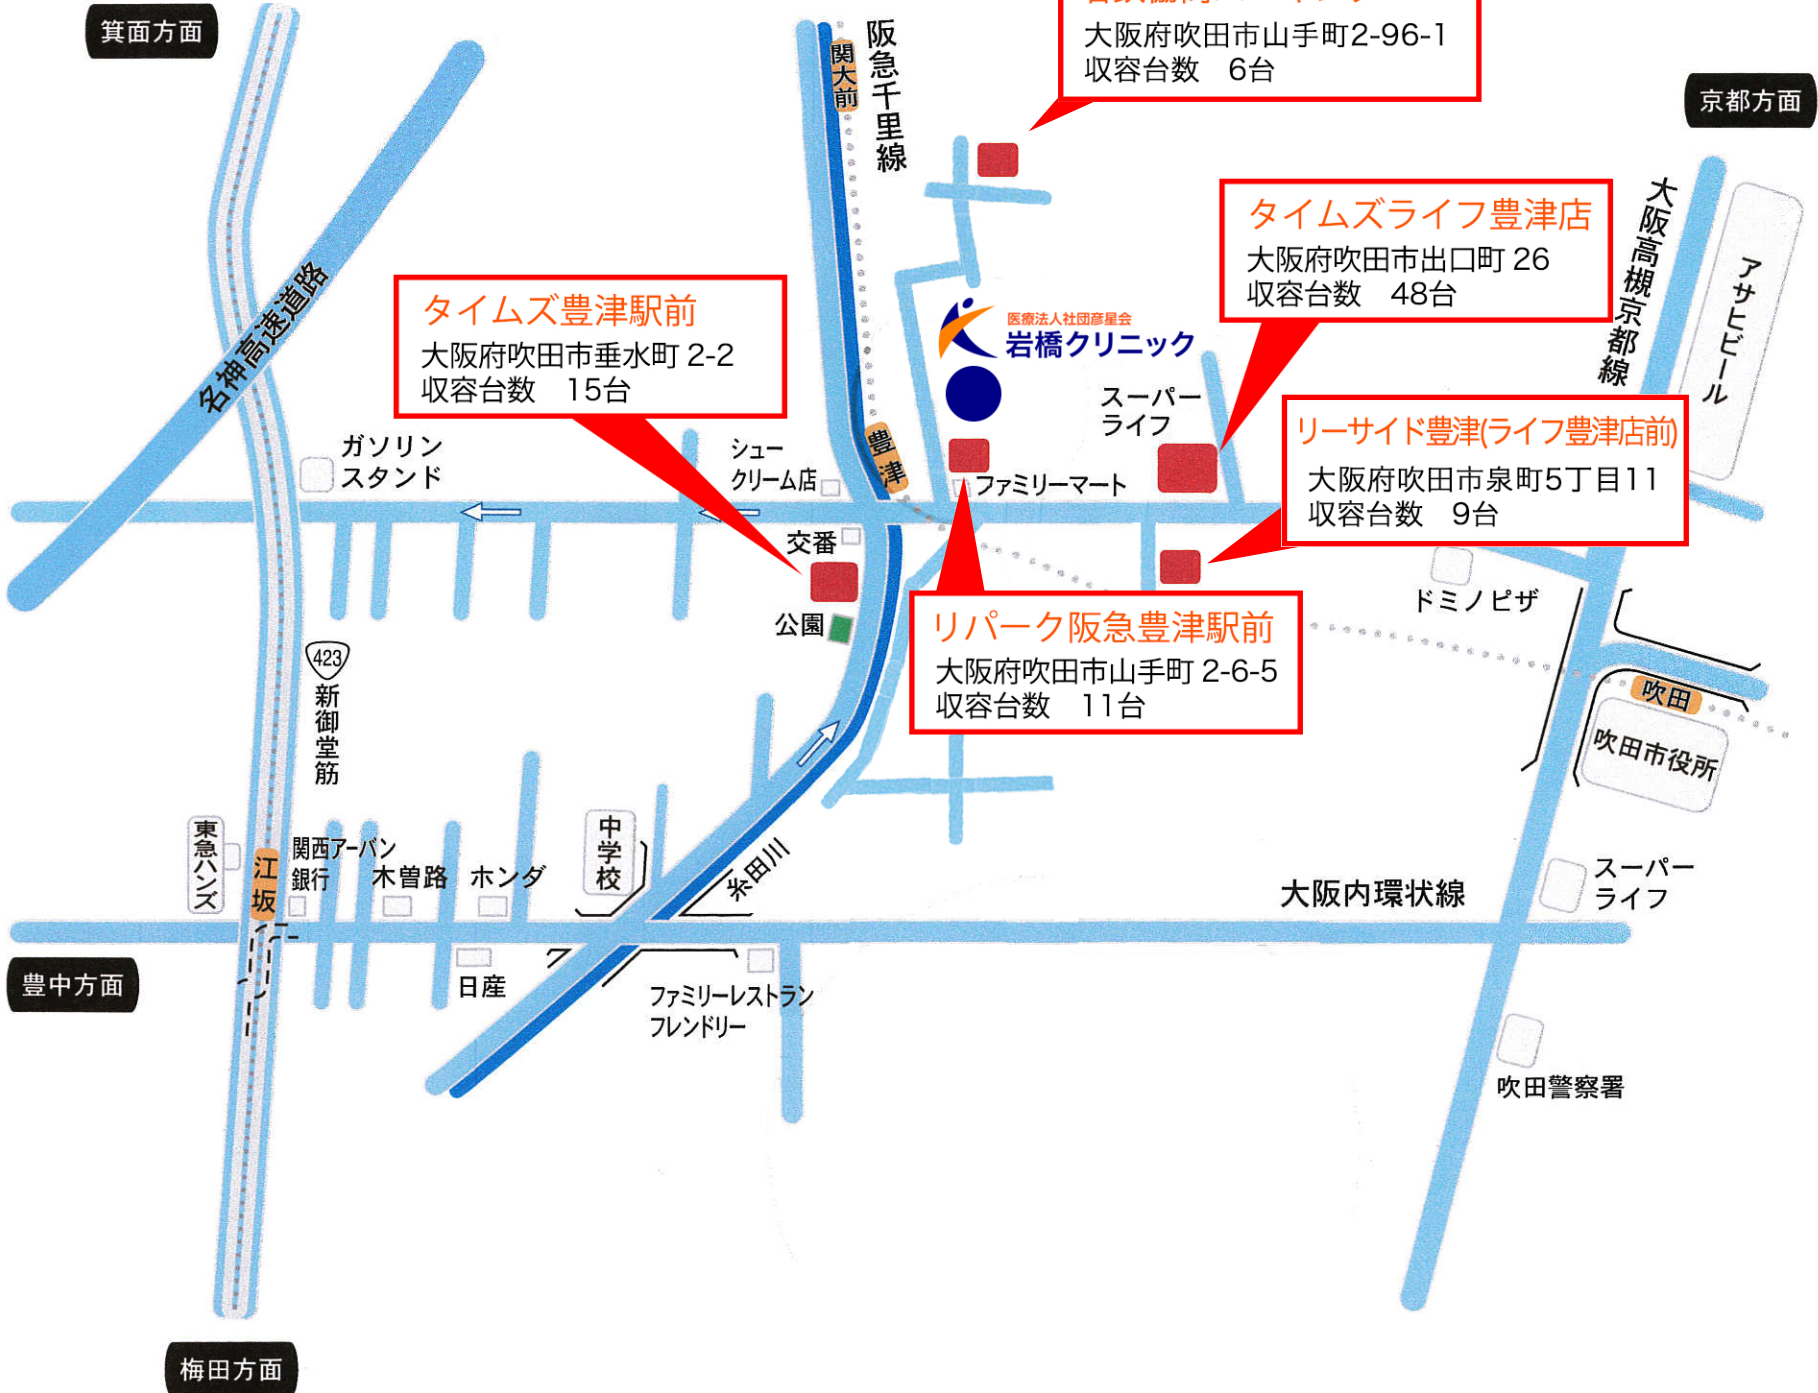 箕面方面
阪急千里線
関大前
大阪府吹田市山手町2-96-1
収容台数 6台
京都方面
大阪高槻京都線
アサヒビール
タイムズライフ豊津店
大阪府吹田市出口町 26
収容台数 48台
名神高速道路
タイムズ豊津駅前
大阪府吹田市垂水町 2-2
収容台数 15台
医療法人社団彦星会
岩橋クリニック
スーパー
ライフ
リーサイド豊津(ライフ豊津店前)
大阪府吹田市泉町5丁目11
収容台数 9台
ガソリン
スタンド
シュー
クリーム店
豊津
ファミリーマート
交番
公園
ドミノピザ
リパーク阪急豊津駅前
大阪府吹田市山手町 2-6-5
収容台数 11台
423
新御堂筋
吹田
吹田市役所
東急ハンズ
江坂
関西アーバン
銀行
木曽路
ホンダ
中学校
糸田川
大阪内環状線
スーパー
ライフ
豊中方面
日産
ファミリーレストラン
フレンドリー
吹田警察署
梅田方面